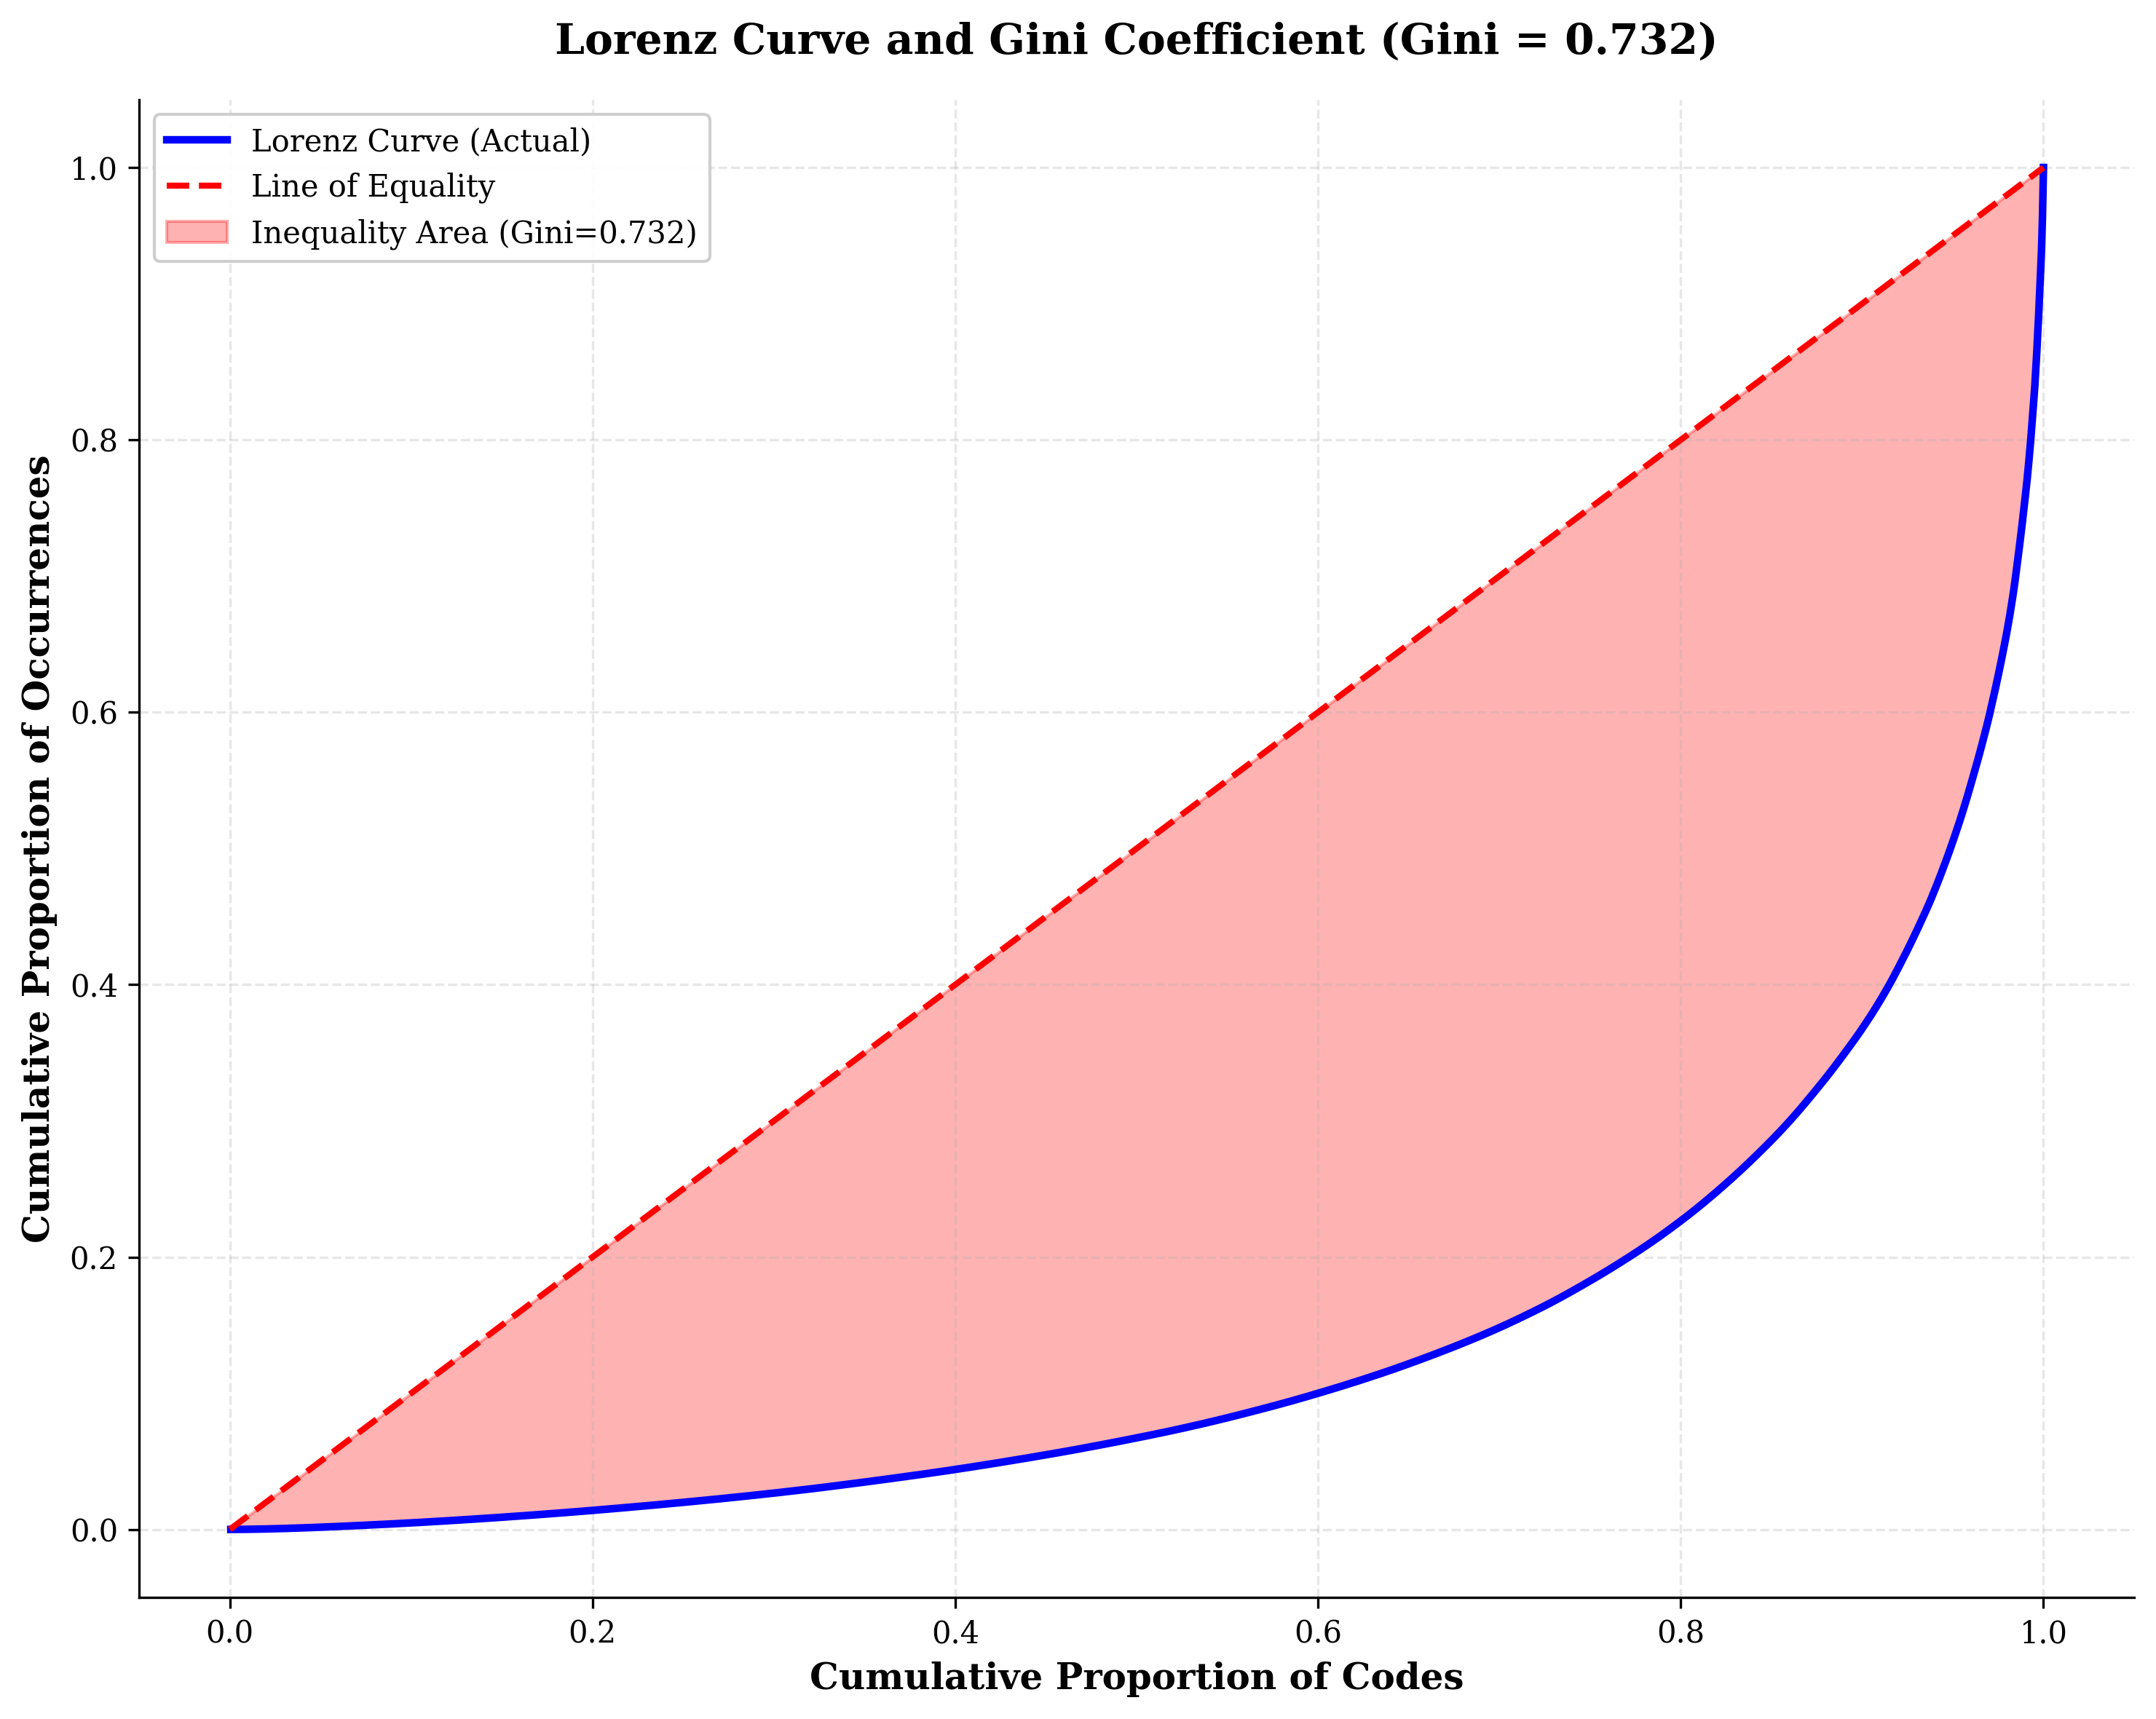 Lorenz Curve and Gini Coefficient (Gini = 0.732)
Lorenz Curve (Actual)
Line of Equality
Inequality Area (Gini=0.732)
Cumulative Proportion of Occurrences
1.0
0.8
0.6
0.4
0.2
0.0
0.0 0.2 0.4 0.6 0.8 1.0
Cumulative Proportion of Codes